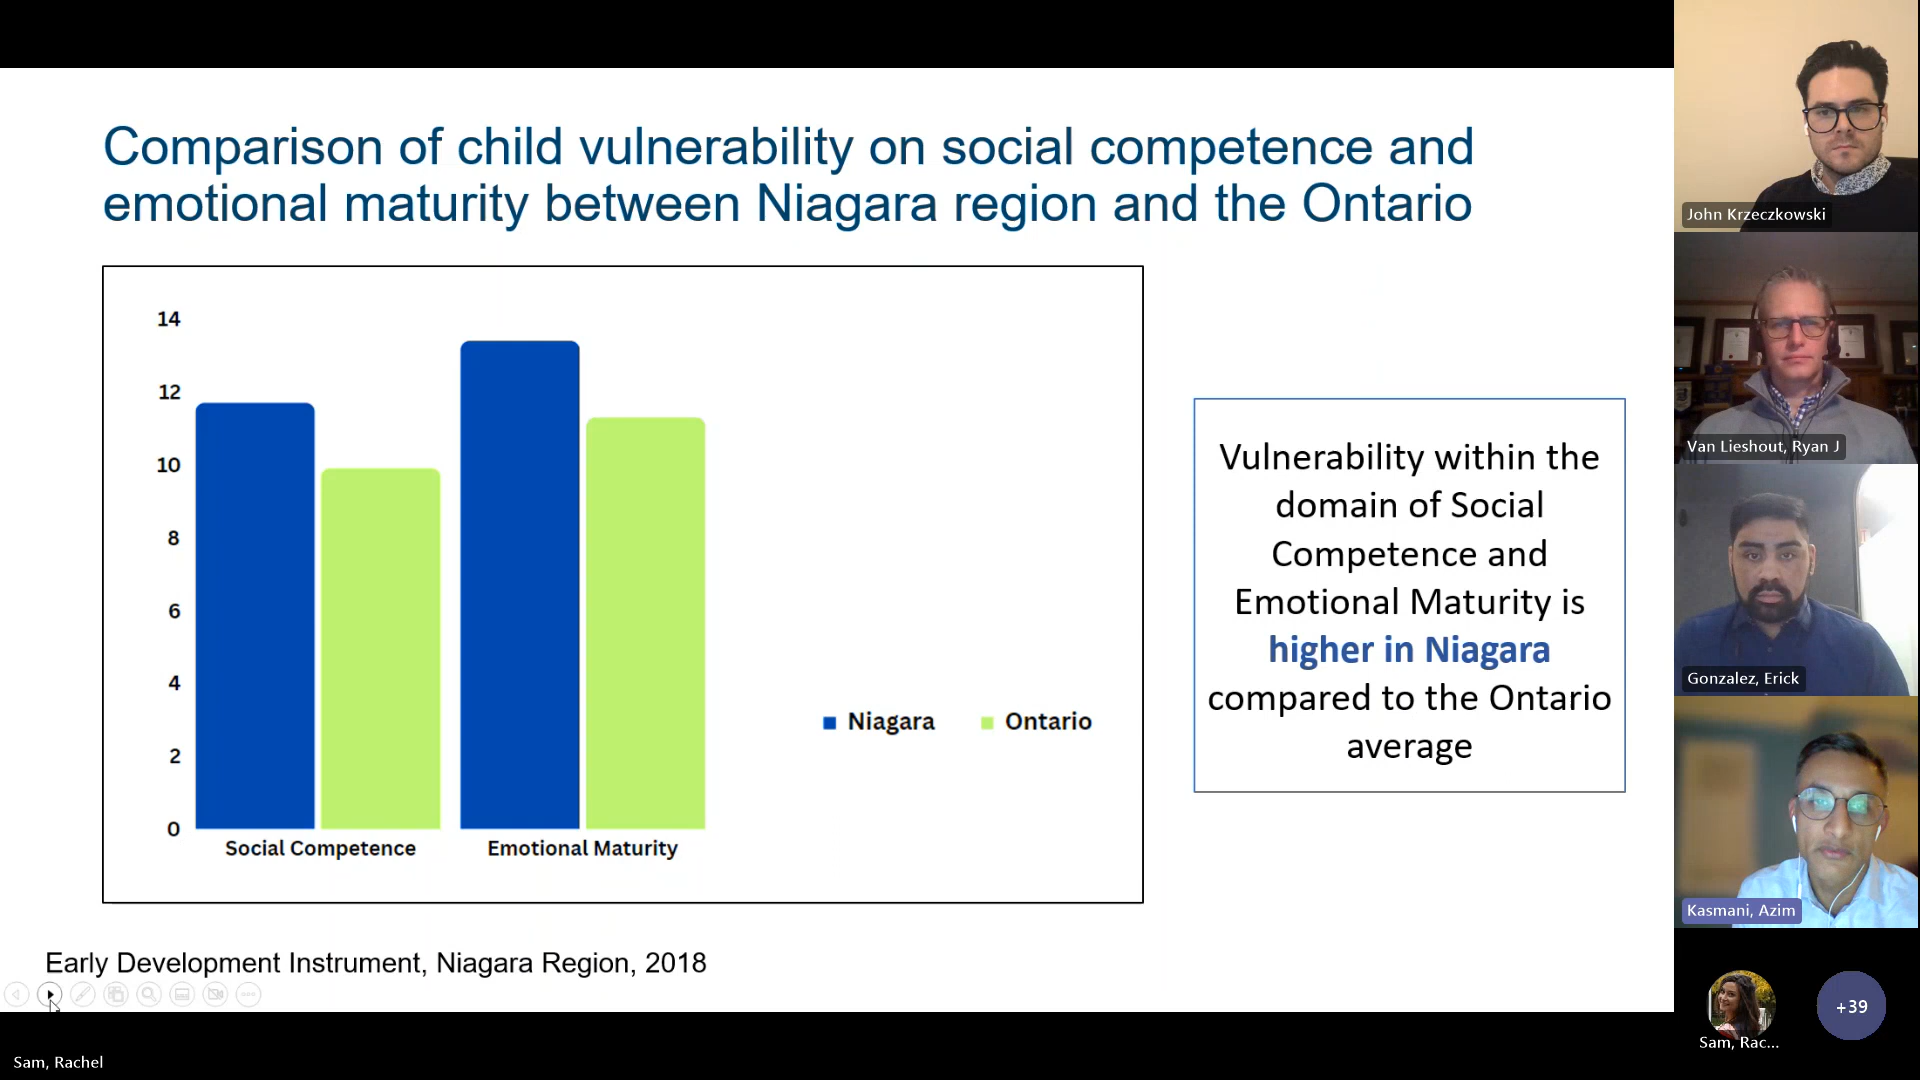 Comparison of child vulnerability on social competence and
emotional maturity between Niagara region and the Ontario
14
12
10
8
6
4
2
0
Social Competence
Emotional Maturity
Niagara
Ontario
Vulnerability within the
domain of Social
Competence and
Emotional Maturity is
higher in Niagara
compared to the Ontario
average
Early Development Instrument, Niagara Region, 2018
Sam, Rachel
John Krzeczkowski
Van Lieshout, Ryan J
Gonzalez, Erick
Kasmani, Azim
Sam, Rac...
+39